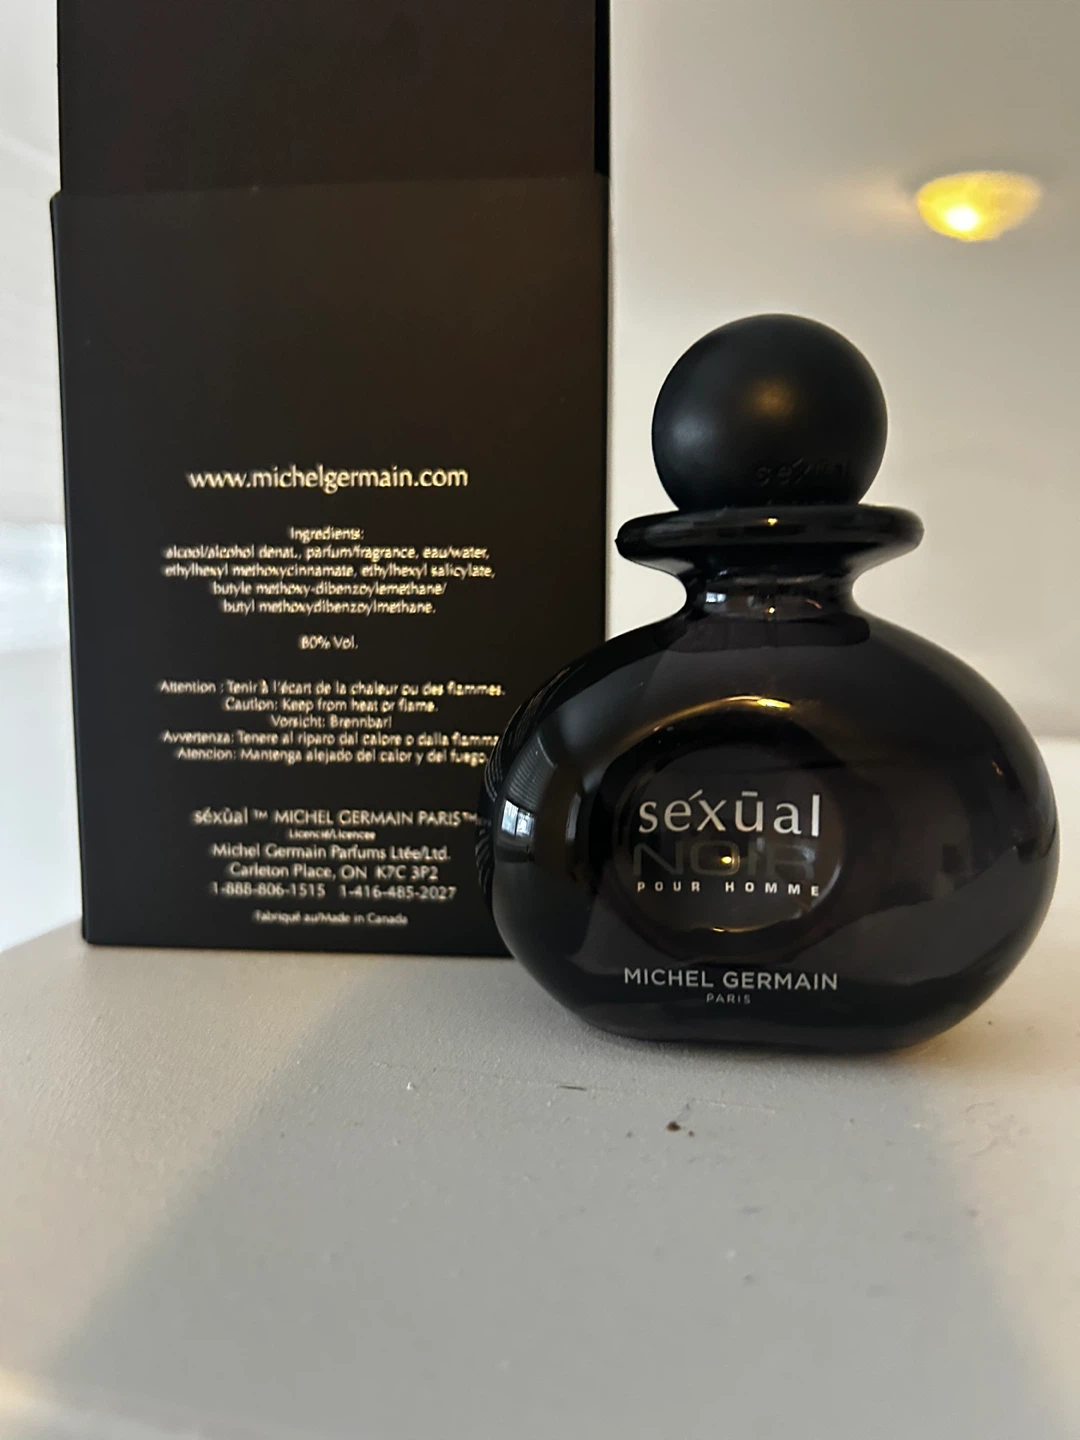 www.michelgermain.com
Ingredients:
alcool/alcohol denat., parfum/fragrance, eau/water,
ethylhexyl methoxycinnamate, ethylhexyl salicylate,
butyle methoxy-dibenzoylemethane/
butyl methoxydibenzoylmethane.
80% Vol.
Attention : Tenir à l'écart de la chaleur ou des flammes.
Caution: Keep from heat or flame.
Vorsicht: Brennbar!
Avvertenza: Tenere al riparo dal calore o dalla fiamma
Atencion: Mantenga alejado del calor y del fuego.
séxūal ™ MICHEL GERMAIN PARIS™
Licencié/Licencee
Michel Germain Parfums Ltée/Ltd.
Carleton Place, ON K7C 3P2
1-888-806-1515 1-416-485-2027
Fabriqué au/Made in Canada
séxūal
séxūal
NOIR
POUR HOMME
MICHEL GERMAIN
PARIS